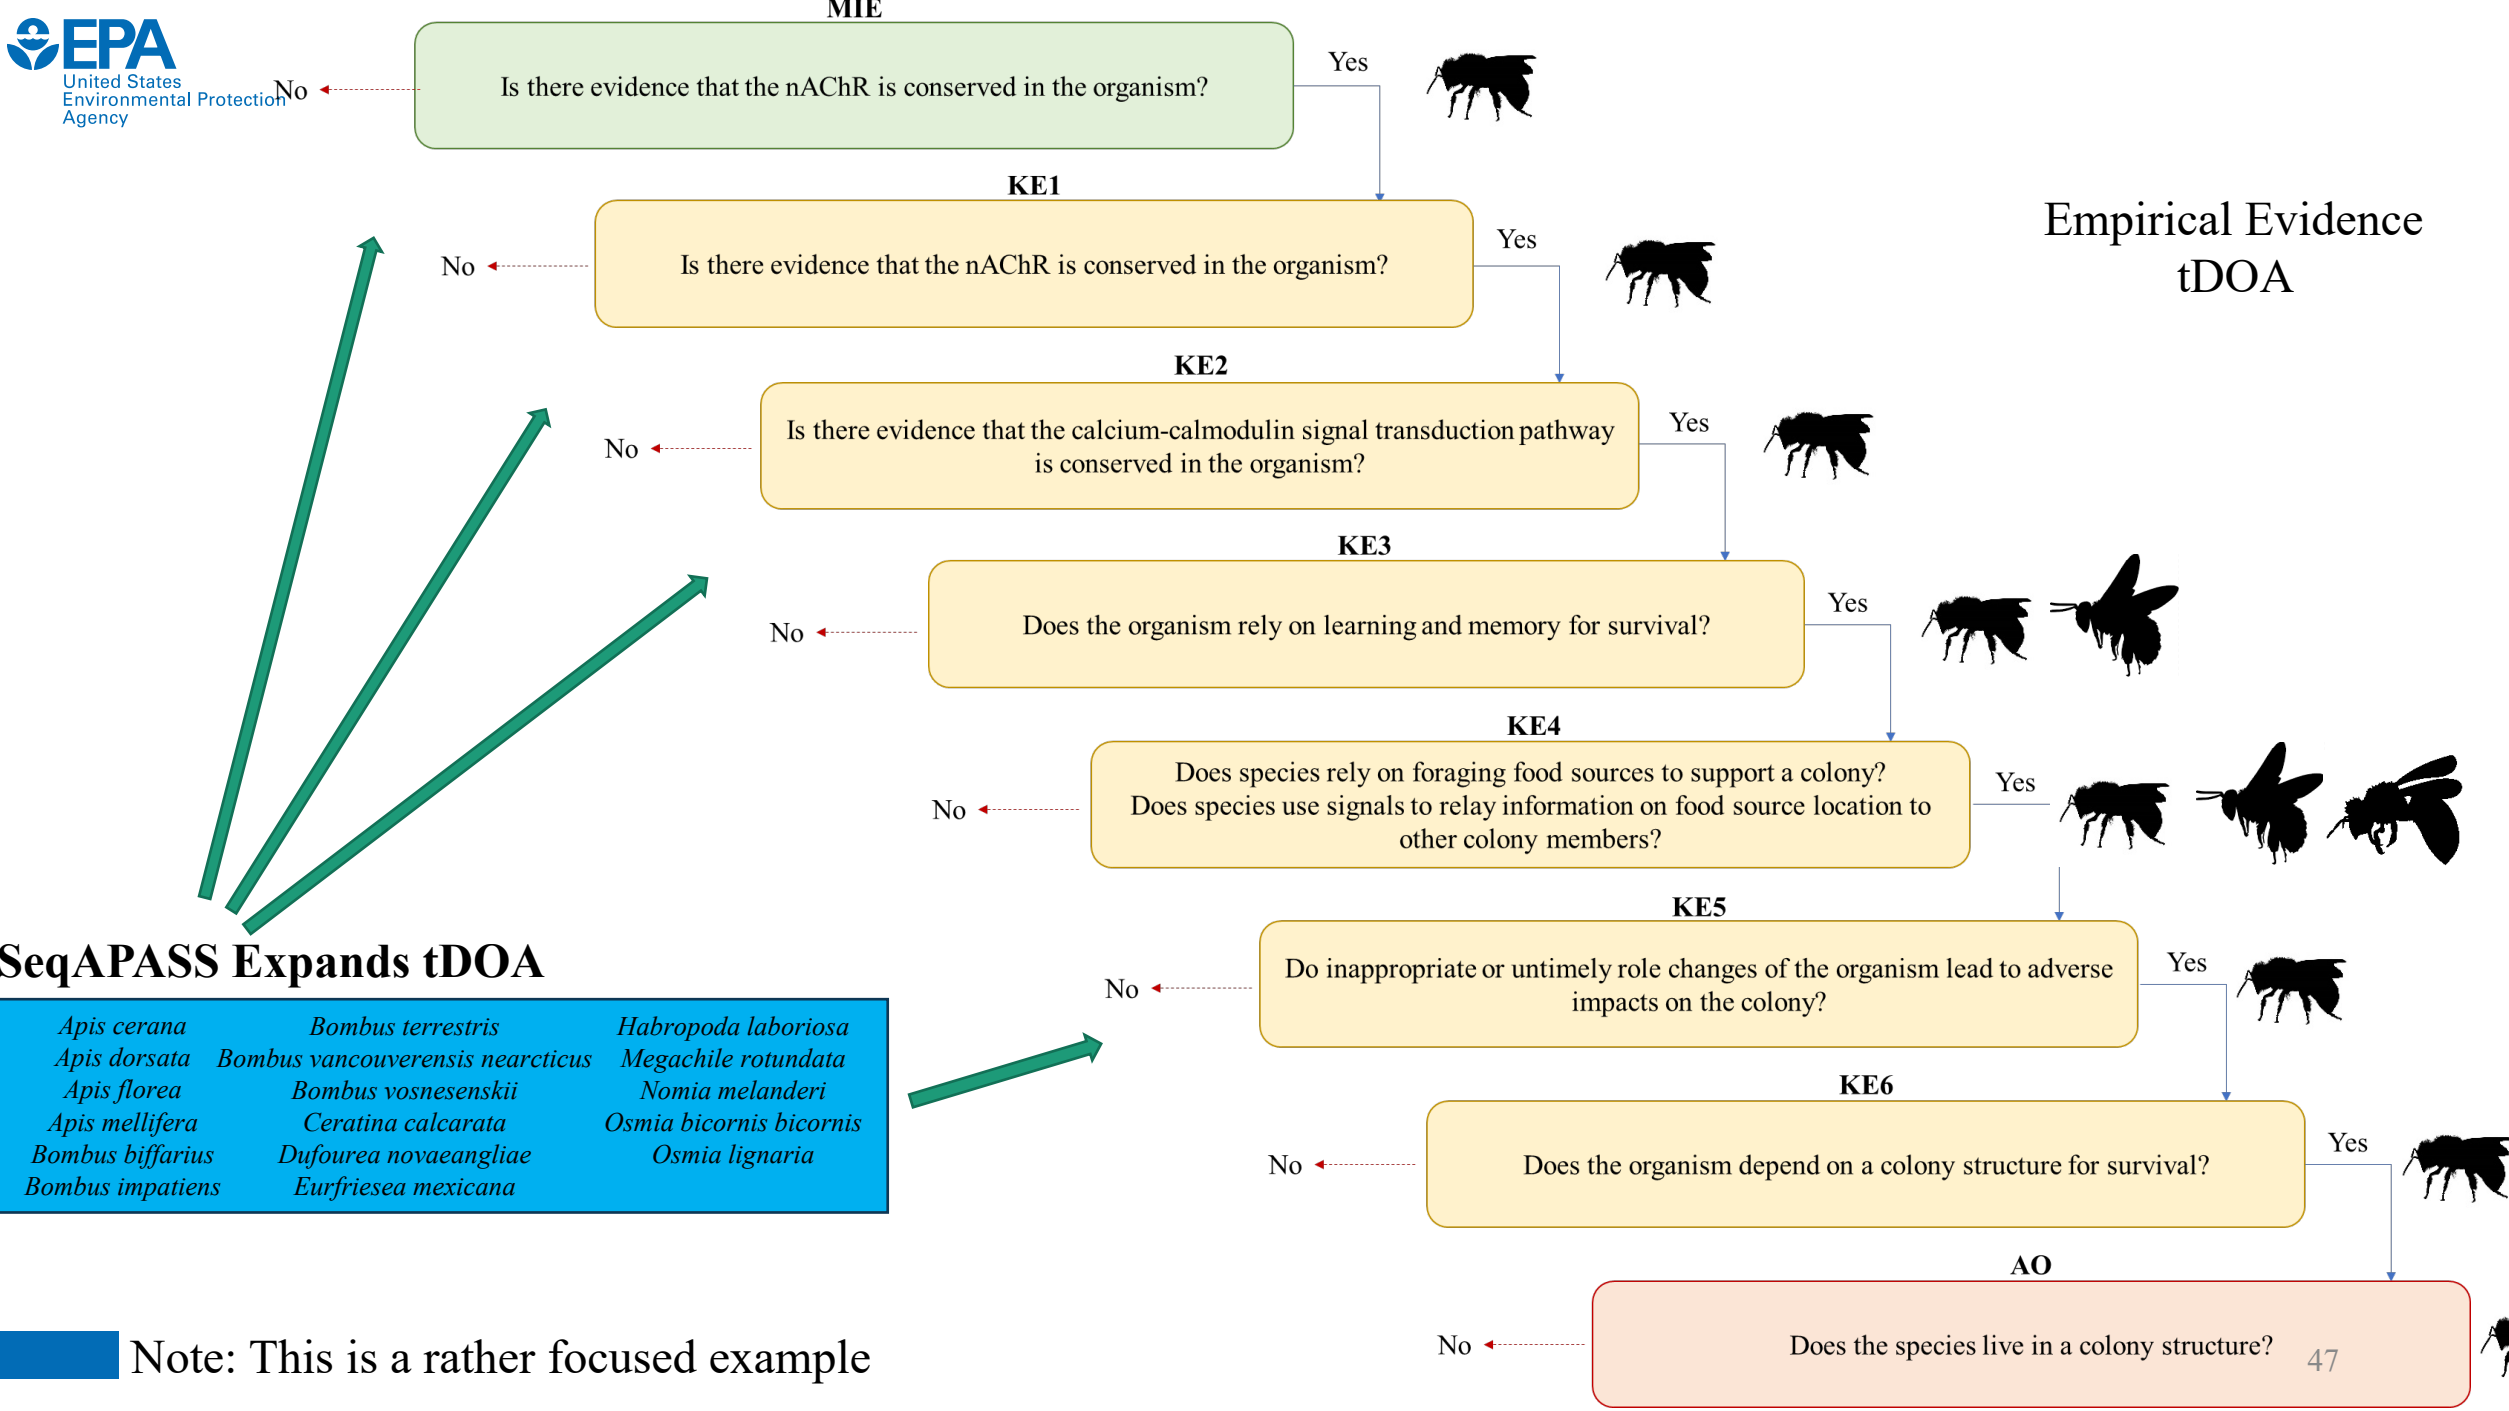 MIE
EPA
United States
Environmental Protection
Agency
No
Is there evidence that the nAChR is conserved in the organism?
Yes
KE1
No
Is there evidence that the nAChR is conserved in the organism?
Yes
Empirical Evidence
tDOA
KE2
No
Is there evidence that the calcium-calmodulin signal transduction pathway
is conserved in the organism?
Yes
KE3
No
Does the organism rely on learning and memory for survival?
Yes
KE4
No
Does species rely on foraging food sources to support a colony?
Does species use signals to relay information on food source location to
other colony members?
Yes
KE5
No
Do inappropriate or untimely role changes of the organism lead to adverse
impacts on the colony?
Yes
SeqAPASS Expands tDOA
Apis cerana
Apis dorsata
Apis florea
Apis mellifera
Bombus biffarius
Bombus impatiens
Bombus terrestris
Bombus vancouverensis nearcticus
Bombus vosnesenskii
Ceratina calcarata
Dufourea novaeangliae
Eurfriesea mexicana
Habropoda laboriosa
Megachile rotundata
Nomia melanderi
Osmia bicornis bicornis
Osmia lignaria
KE6
No
Does the organism depend on a colony structure for survival?
Yes
AO
No
Does the species live in a colony structure?
47
Note: This is a rather focused example